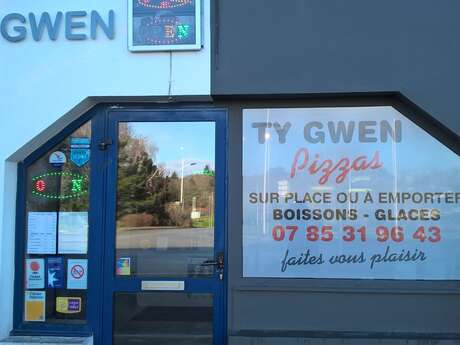 GWEN
TY GWEN
Pizzas
SUR PLACE OU À EMPORTER
BOISSONS - GLACES
07 85 31 96 43
faites vous plaisir